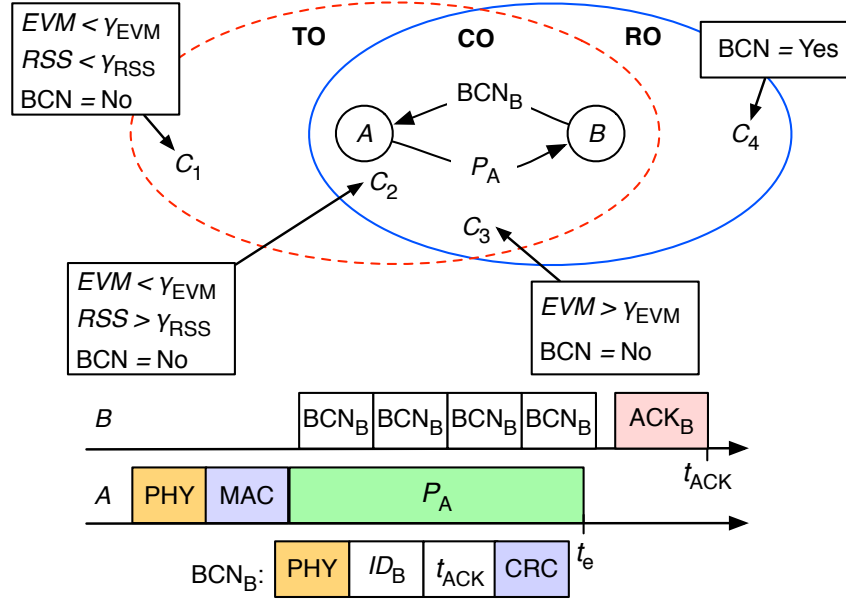 EVM < γEVM
RSS < γRSS
BCN = No
TO
CO
RO
BCN = Yes
BCNB
A
B
PA
C1
C2
C3
C4
EVM < γEVM
RSS > γRSS
BCN = No
EVM > γEVM
BCN = No
B
BCNB BCNB BCNB BCNB ACKB
tACK
A PHY MAC PA
te
BCNB: PHY IDB tACK CRC